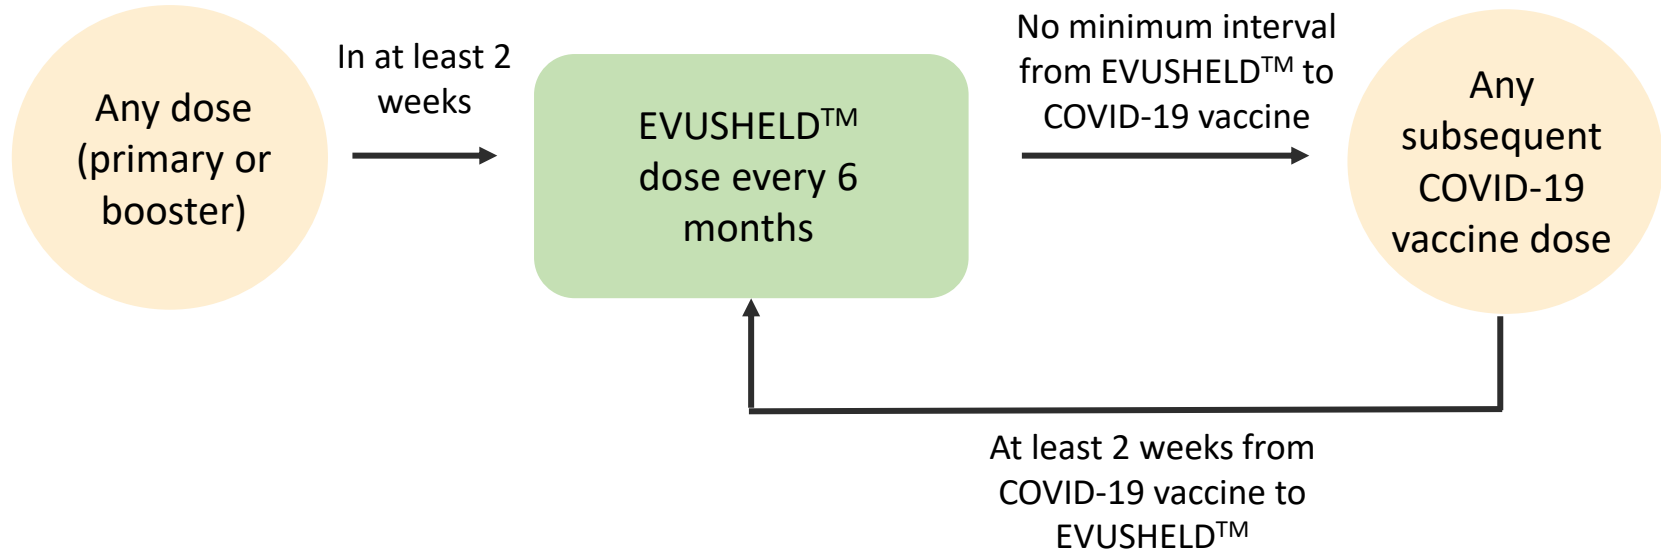 Any dose
(primary or
booster)
In at least 2
weeks
EVUSHELD™
dose every 6
months
No minimum interval
from EVUSHELD™ to
COVID-19 vaccine
Any
subsequent
COVID-19
vaccine dose
At least 2 weeks from
COVID-19 vaccine to
EVUSHELD™